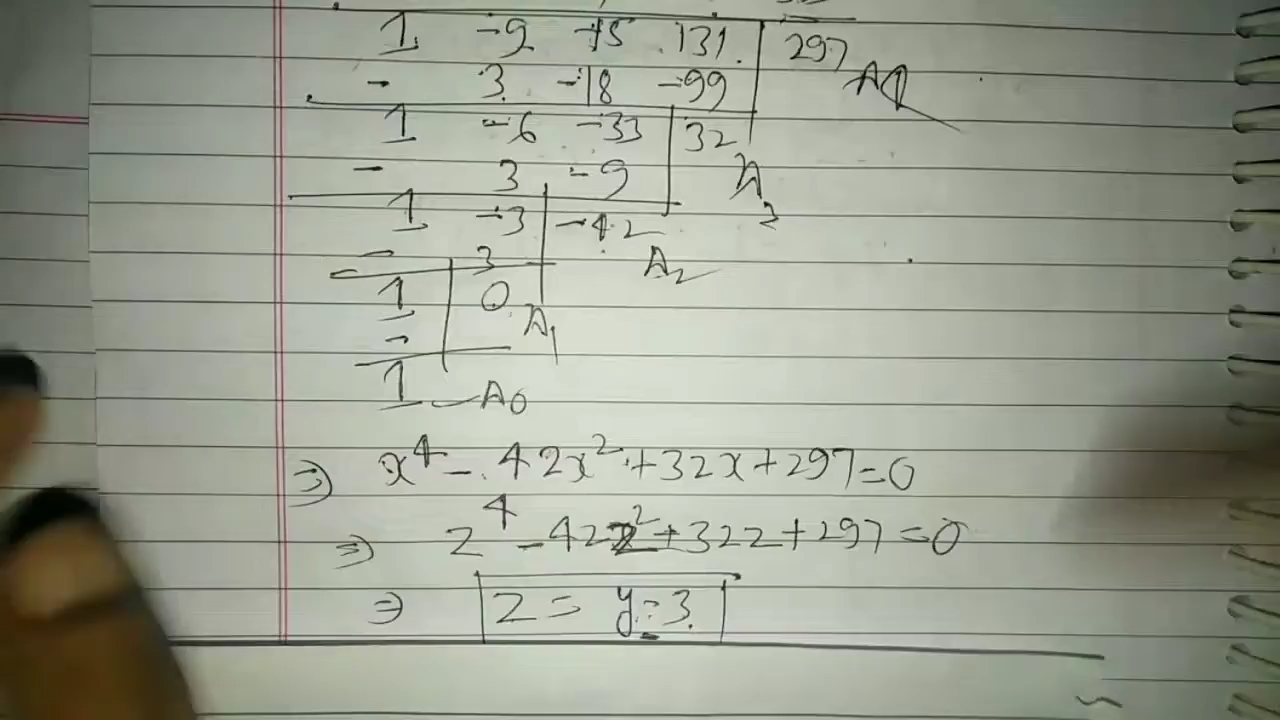 1 -9 -15 131 297 A4
- 3 -18 -99
1 -6 -33 32
- 3 -9 A3
1 -3 -42
- 3 A2
1 0 A1
-
1 - A0
⇒ x⁴ - 42x² + 32x + 297 = 0
⇒ z⁴ - 42z² + 32z + 297 = 0
⇒ z = y - 3